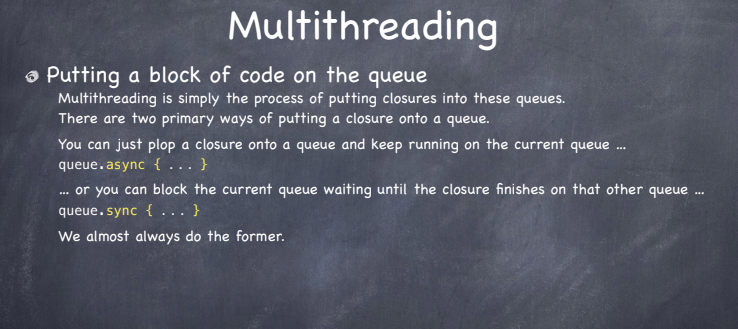 Multithreading
Putting a block of code on the queue
Multithreading is simply the process of putting closures into these queues.
There are two primary ways of putting a closure onto a queue.
You can just plop a closure onto a queue and keep running on the current queue ...
queue.async { ... }
... or you can block the current queue waiting until the closure finishes on that other queue ...
queue.sync { ... }
We almost always do the former.